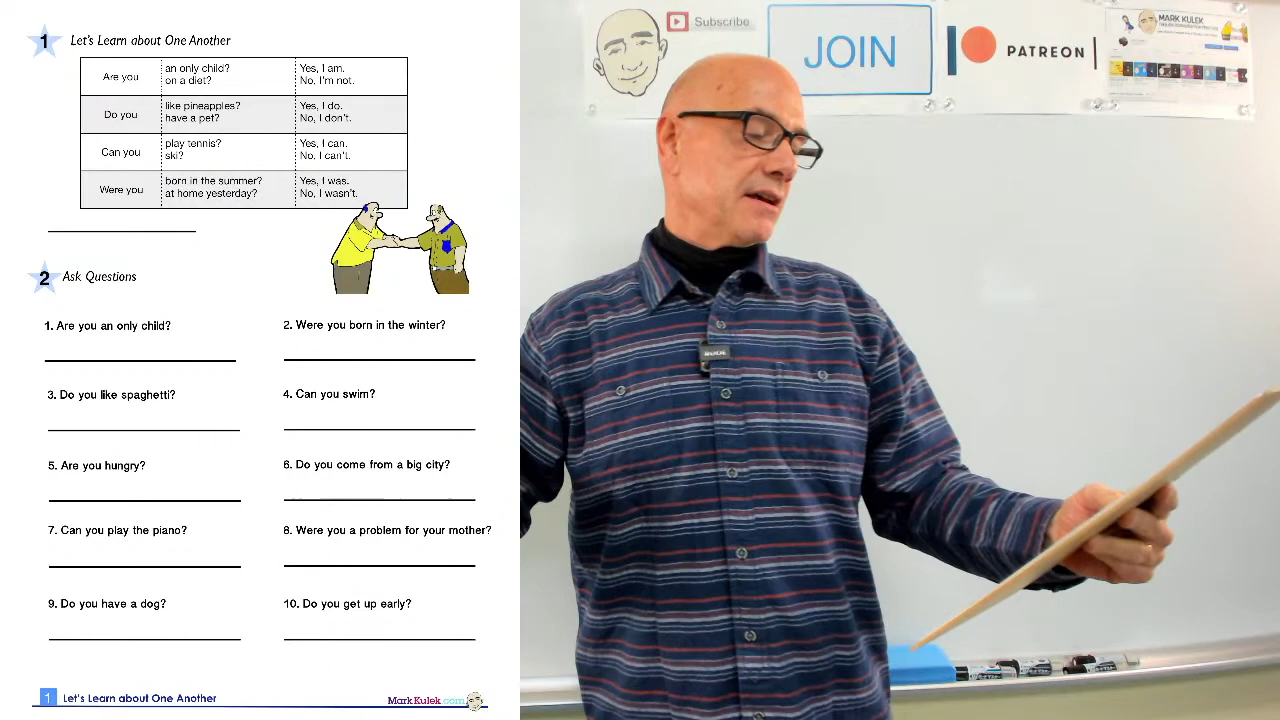 1 Let's Learn about One Another
Are you
an only child?
on a diet?
Yes, I am.
No, I'm not.
Do you
like pineapples?
have a pet?
Yes, I do.
No, I don't.
you
play tennis?
ski?
Yes, I can.
No, I can't.
Were you
born in the summer?
at home yesterday?
Yes, I was.
No, I wasn't.
2 Ask Questions
1. Are you an only child?
2. Were you born in the winter?
3. Do you like spaghetti?
4. Can you swim?
5. Are you hungry?
6. Do you come from a big city?
7. Can you play the piano?
8. Were you a problem for your mother?
9. Do you have a dog?
10. Do you get up early?
1 Let's Learn about One Another
MarkKulek.com
Subscribe
JOIN
PATREON
MARK KULEK